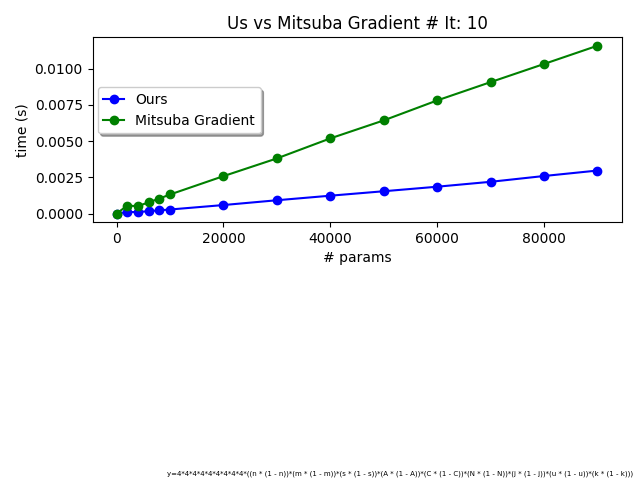 Us vs Mitsuba Gradient # It: 10
0.0100
0.0075
0.0050
0.0025
0.0000
time (s)
Ours
Mitsuba Gradient
0 20000 40000 60000 80000
# params
y=4*4*4*4*4*4*4*4*4*((n * (1 - n))*(m * (1 - m))*(s * (1 - s))*(A * (1 - A))*(C * (1 - C))*(N * (1 - N))*(j * (1 - j))*(u * (1 - u))*(k * (1 - k)))